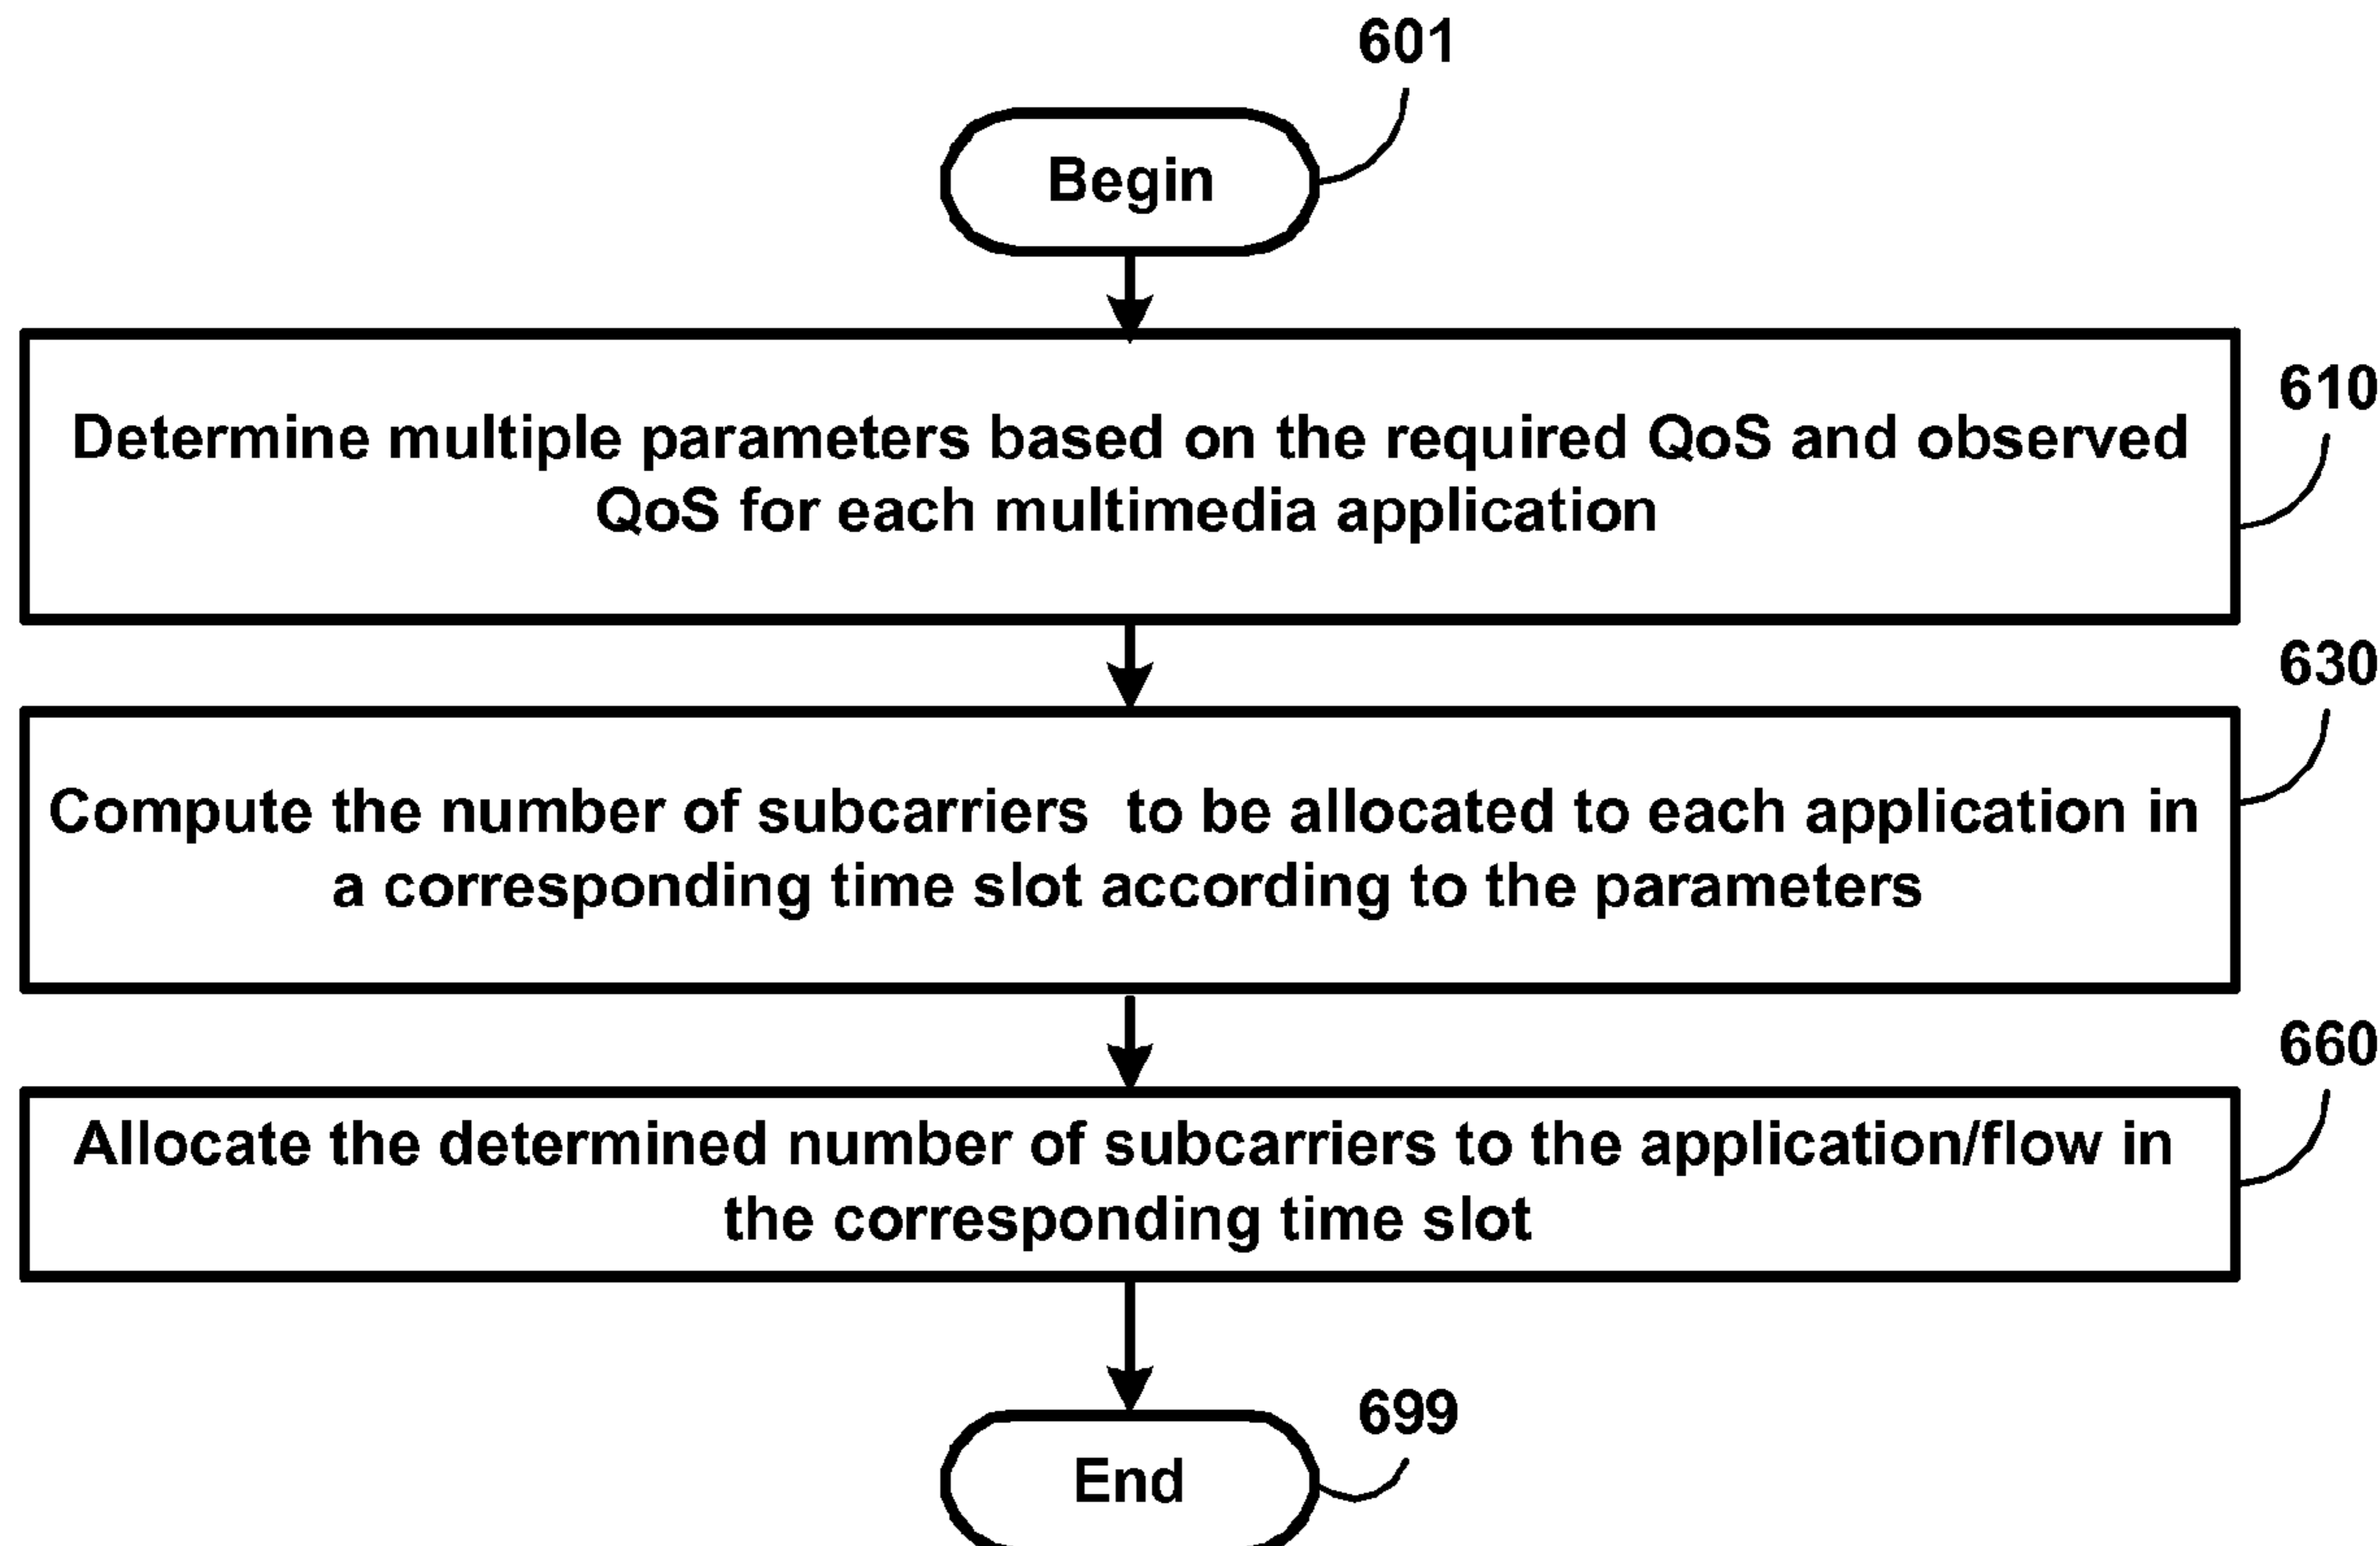 601
Begin
610
Determine multiple parameters based on the required QoS and observed
QoS for each multimedia application
630
Compute the number of subcarriers to be allocated to each application in
a corresponding time slot according to the parameters
660
Allocate the determined number of subcarriers to the application/flow in
the corresponding time slot
699
End